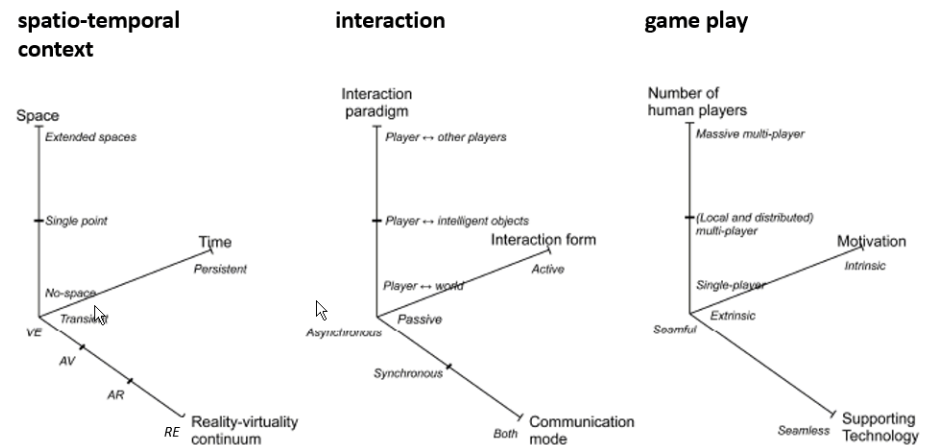 spatio-temporal
context
Space
Extended spaces
Single point
Time
Persistent
No-space
VE
AV
AR
RE
Reality-virtuality
continuum
interaction
Interaction
paradigm
Player ↔ other players
Player ↔ intelligent objects
Interaction form
Active
Player ↔ world
Passive
Asynchronous
Synchronous
Both
Communication
mode
game play
Number of
human players
Massive multi-player
(Local and distributed)
multi-player
Motivation
Intrinsic
Single-player
Extrinsic
Seamful
Seamless
Supporting
Technology